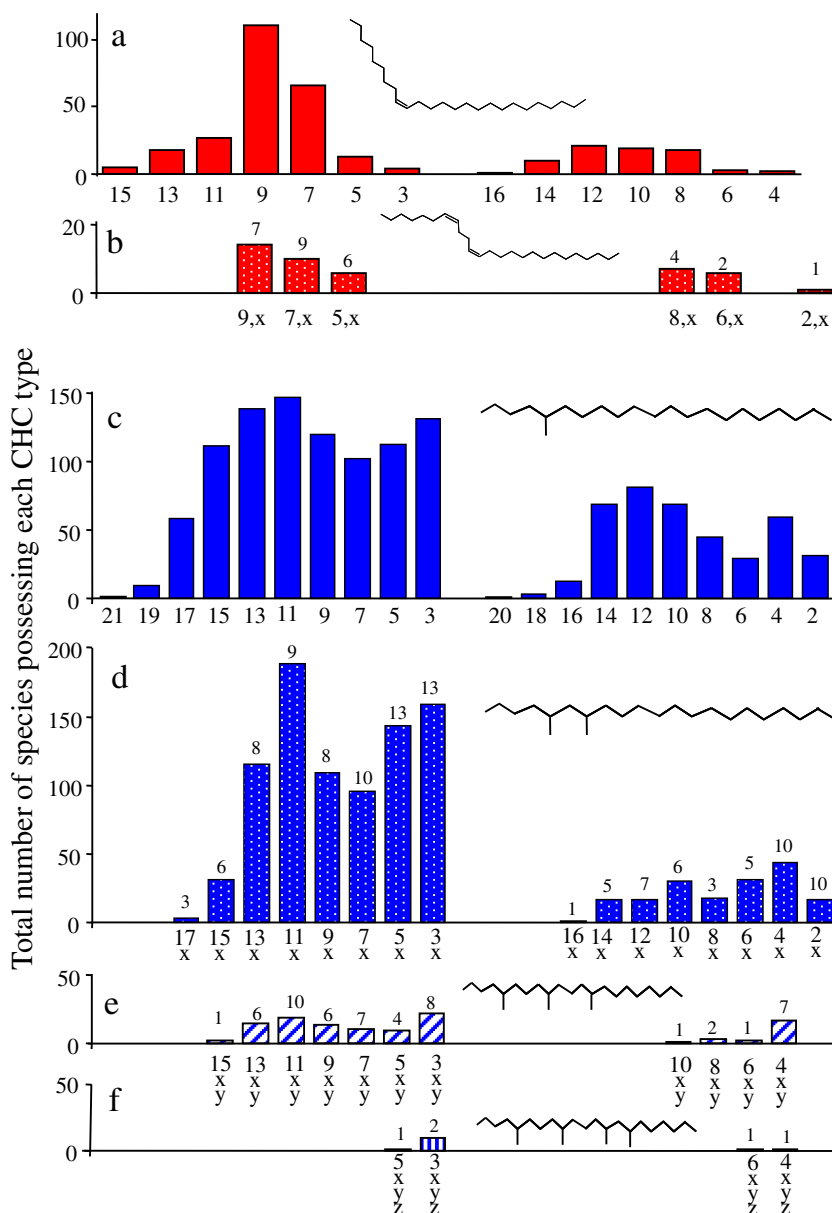 Total number of species possessing each CHC type
a
100
50
0
15 13 11 9 7 5 3 16 14 12 10 8 6 4
b
20
0
7 9 6 4 2 1
9,x 7,x 5,x 8,x 6,x 2,x
c
150
100
50
0
21 19 17 15 13 11 9 7 5 3 20 18 16 14 12 10 8 6 4 2
d
200
150
100
50
0
3 6 8 9 8 10 13 13 1 5 7 6 3 5 10 10
17 15 13 11 9 7 5 3 16 14 12 10 8 6 4 2
x x x x x x x x x x x x x x x x
e
50
0
1 6 10 6 7 4 8 1 2 1 7
15 13 11 9 7 5 3 10 8 6 4
x x x x x x x x x x x
y y y y y y y y y y y
f
50
0
1 2 1 1
5 3 6 4
x x x x
y y y y
z z z z